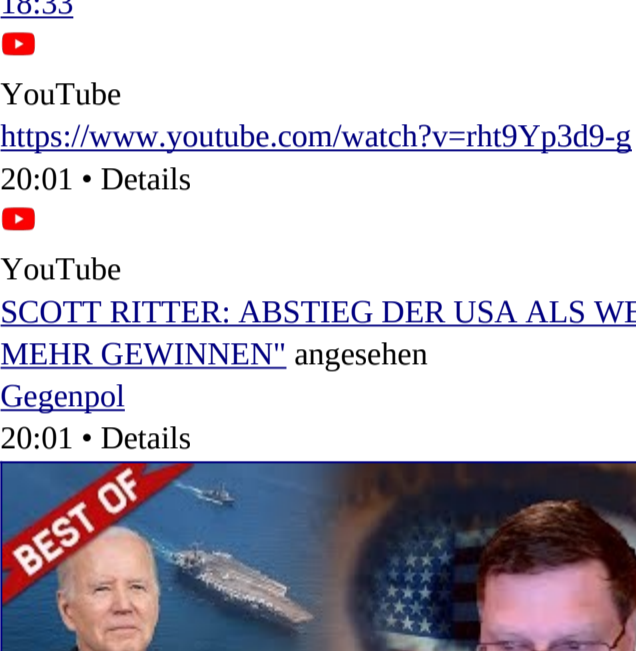 18:33
YouTube
https://www.youtube.com/watch?v=rht9Yp3d9-g
20:01 • Details
YouTube
SCOTT RITTER: ABSTIEG DER USA ALS
MEHR GEWINNEN" angesehen
Gegenpol
20:01 • Details
BEST OF